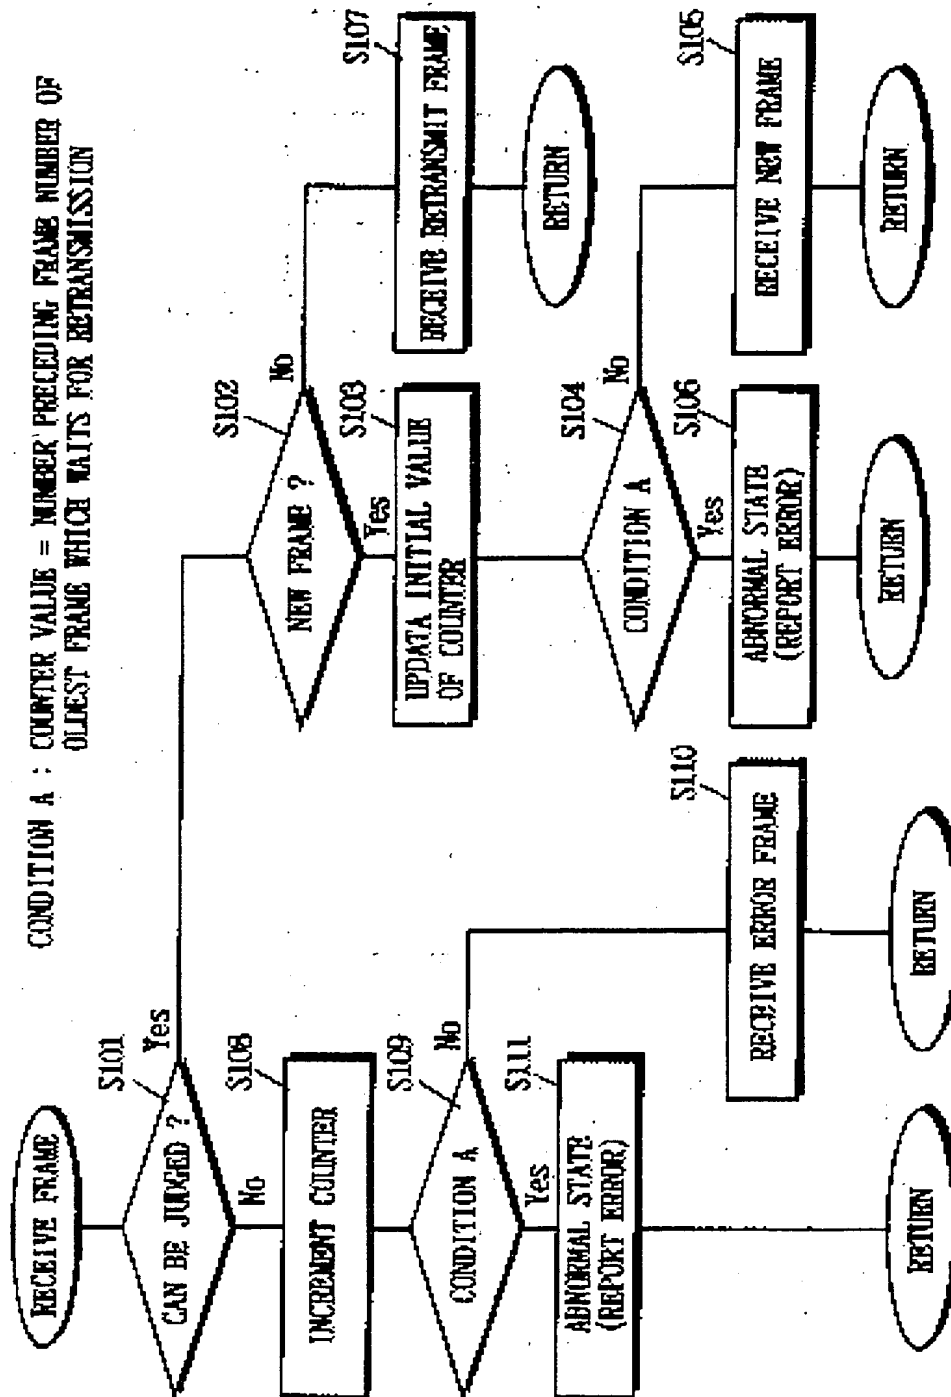 CONDITION A : COUNTER VALUE = NUMBER PRECEDING FRAME NUMBER OF
OLDEST FRAME WHICH WAITS FOR RETRANSMISSION
RECEIVE FRAME
S101
CAN BE JUDGED ?
Yes
No
S108
INCREMENT COUNTER
S109
CONDITION A
No
Yes
S111
ABNORMAL STATE
(REPORT ERROR)
RETURN
S110
RECEIVE ERROR FRAME
RETURN
S102
NEW FRAME ?
No
Yes
S103
UPDATA INITIAL VALUE
OF COUNTER
S104
CONDITION A
No
Yes
S106
ABNORMAL STATE
(REPORT ERROR)
RETURN
S107
RECEIVE RETRANSMIT FRAME
RETURN
S105
RECEIVE NEW FRAME
RETURN